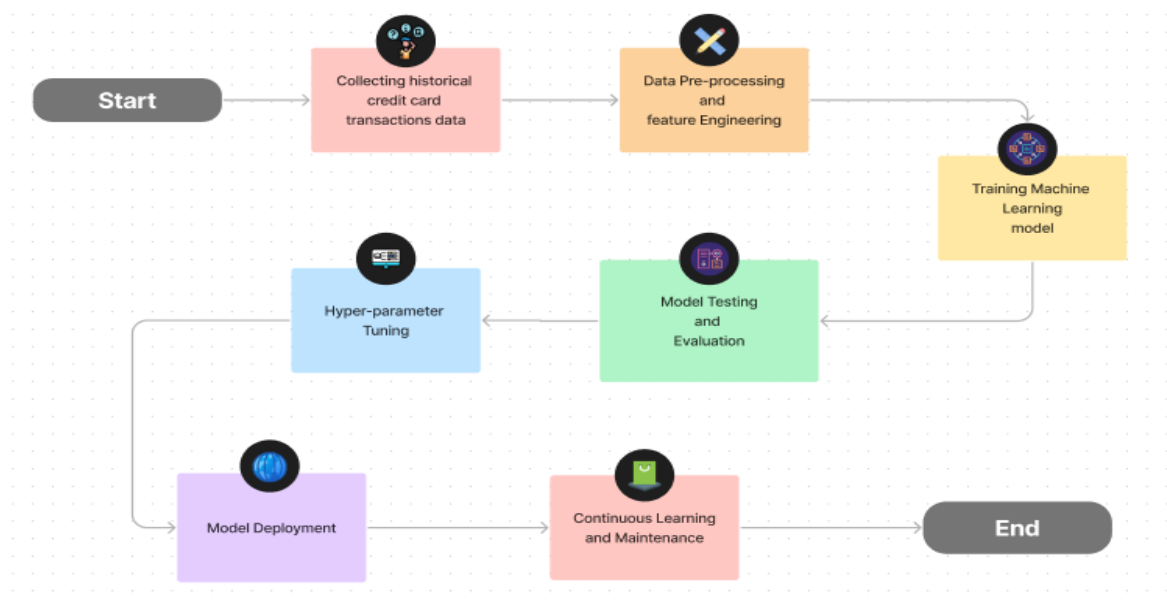 Start
Collecting historical
credit card
transactions data
Data Pre-processing
and
feature Engineering
Training Machine
Learning
model
Model Testing
and
Evaluation
Hyper-parameter
Tuning
Model Deployment
Continuous Learning
and Maintenance
End